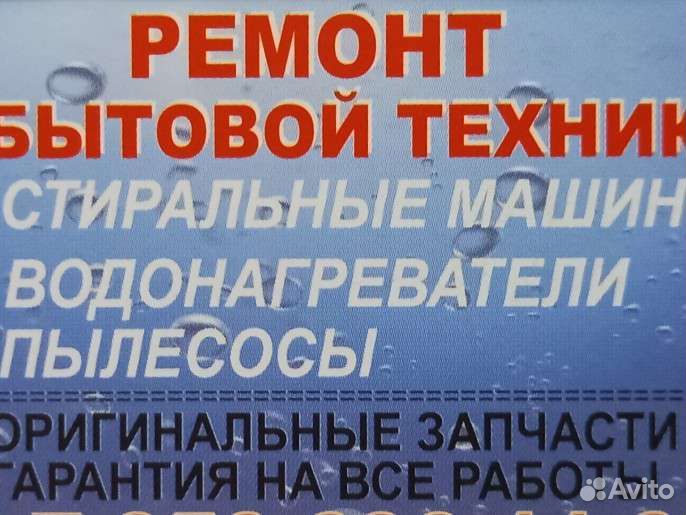 РЕМОНТ
БЫТОВОЙ ТЕХНИК
СТИРАЛЬНЫЕ МАШИН
ВОДОНАГРЕВАТЕЛИ
ПЫЛЕСОСЫ
ОРИГИНАЛЬНЫЕ ЗАПЧАСТИ
ГАРАНТИЯ НА ВСЕ РАБОТЫ
Avito